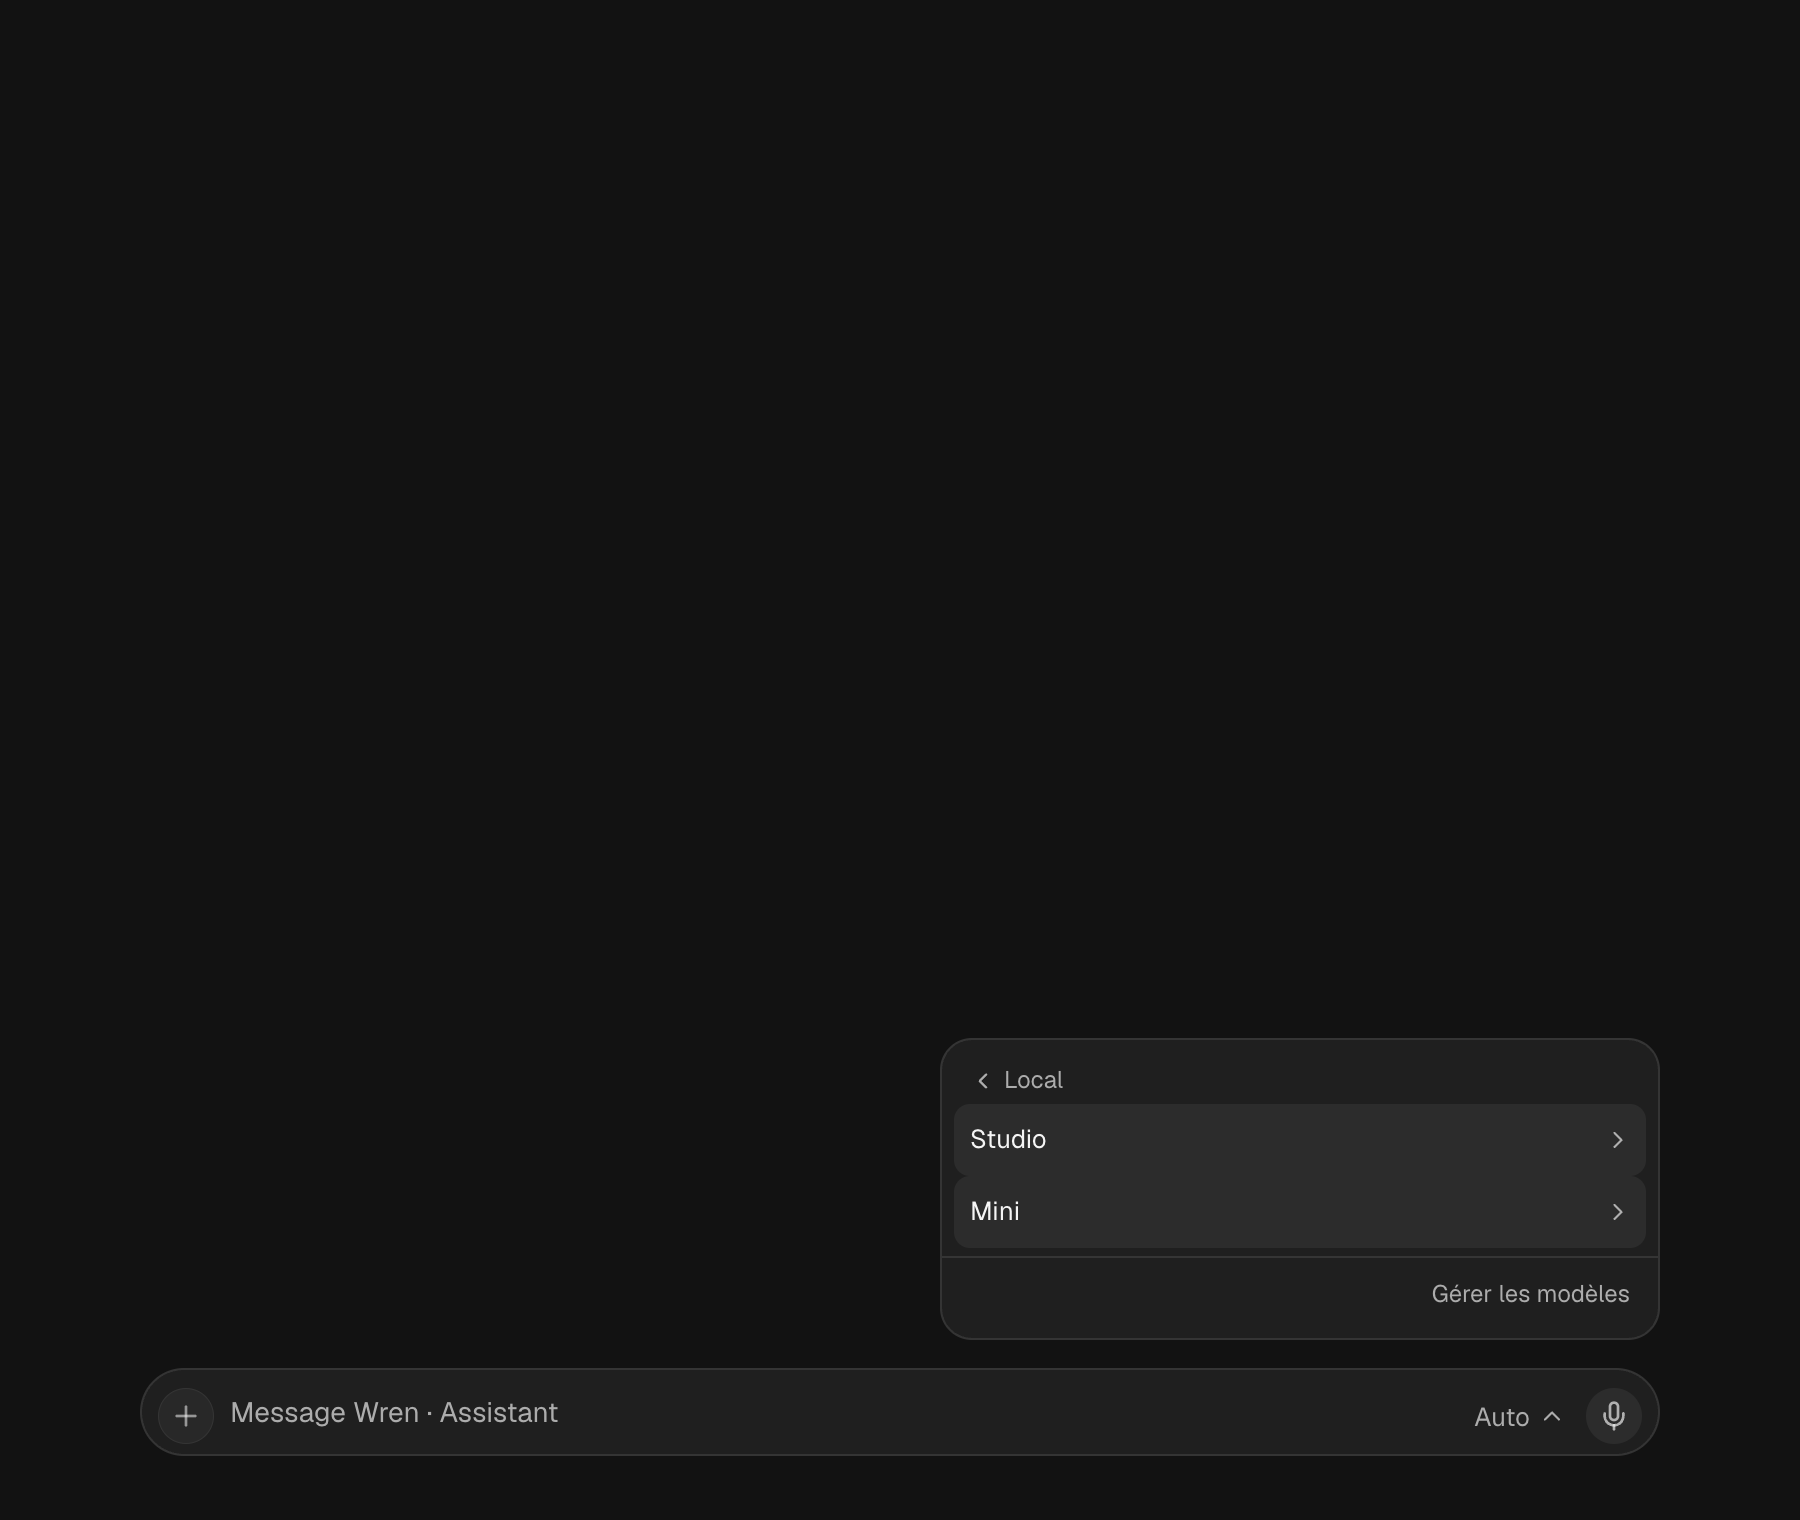 Local
Studio
Mini
Gérer les modèles
Message Wren · Assistant
Auto